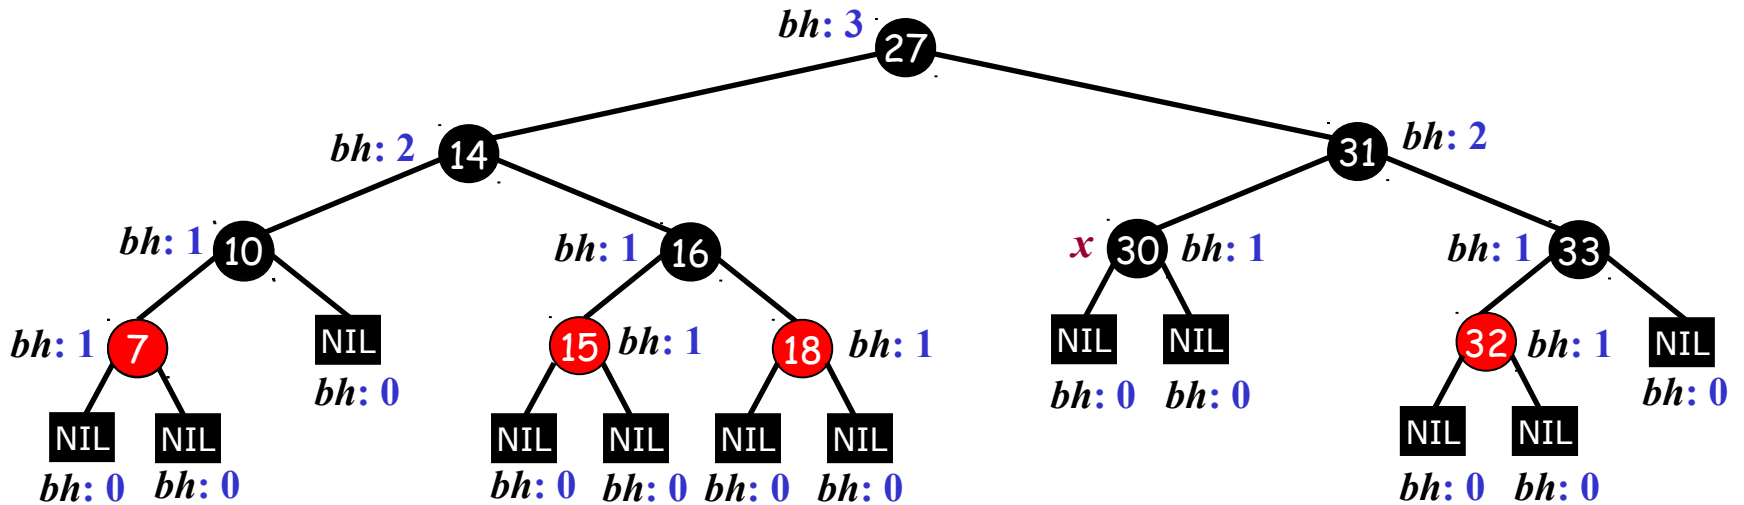 bh: 3 27
bh: 2 14 31 bh: 2
bh: 1 10 bh: 1 16 x 30 bh: 1 bh: 1 33
bh: 1 7 NIL 15 bh: 1 18 bh: 1 NIL NIL 32 bh: 1 NIL
bh: 0 bh: 0 bh: 0 bh: 0
NIL NIL NIL NIL NIL NIL NIL NIL
bh: 0 bh: 0 bh: 0 bh: 0 bh: 0 bh: 0 bh: 0 bh: 0